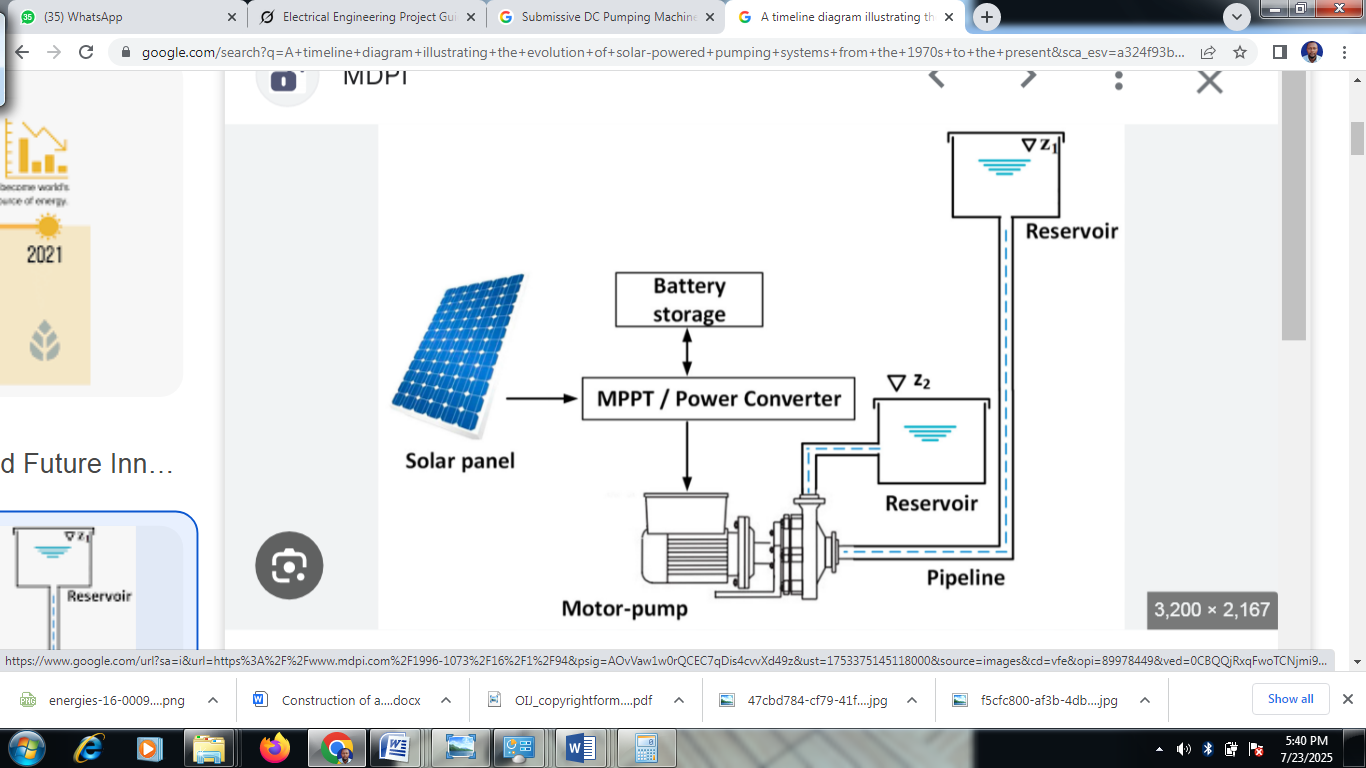 (35) WhatsApp
Electrical Engineering Project Gui
Submissive DC Pumping Machine
A timeline diagram illustrating th
google.com/search?q=A+timeline+diagram+illustrating+the+evolution+of+solar-powered+pumping+systems+from+the+1970s+to+the+present&sca_esv=a324f93b...
MDPI
become world's
2021
d Future Inn...
z1
Reservoir
z1
Reservoir
Battery
storage
MPPT / Power Converter
z2
Solar panel
Reservoir
Pipeline
Motor-pump
3,200 × 2,167
https://www.google.com/url?sa=i&url=https%3A%2F%2Fwww.mdpi.com%2F1996-1073%2F16%2F1%2F94&psig=AOvVaw1w0rQCEC7qDis4cvvXd49z&ust=1753375145118000&source=images&cd=vfe&opi=89978449&ved=0CBQQjRxqFwoTCNjmi9...
energies-16-0009....png
Construction of a....docx
OIJ_copyrightform....pdf
47cbd784-cf79-41f....jpg
f5cfc800-af3b-4db....jpg
Show all
5:40 PM
7/23/2025